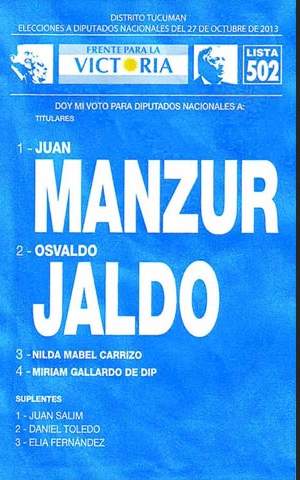 DISTRITO TUCUMAN
ELECCIONES A DIPUTADOS NACIONALES DEL 27 DE OCTUBRE DE 2013
FRENTE PARA LA
VICTORIA
LISTA
502
DOY MI VOTO PARA DIPUTADOS NACIONALES A:
TITULARES
1 - JUAN
MANZUR
2 - OSVALDO
JALDO
3 - NILDA MABEL CARRIZO
4 - MIRIAM GALLARDO DE DIP
SUPLENTES
1 - JUAN SALIM
2 - DANIEL TOLEDO
3 - ELIA FERNÁNDEZ